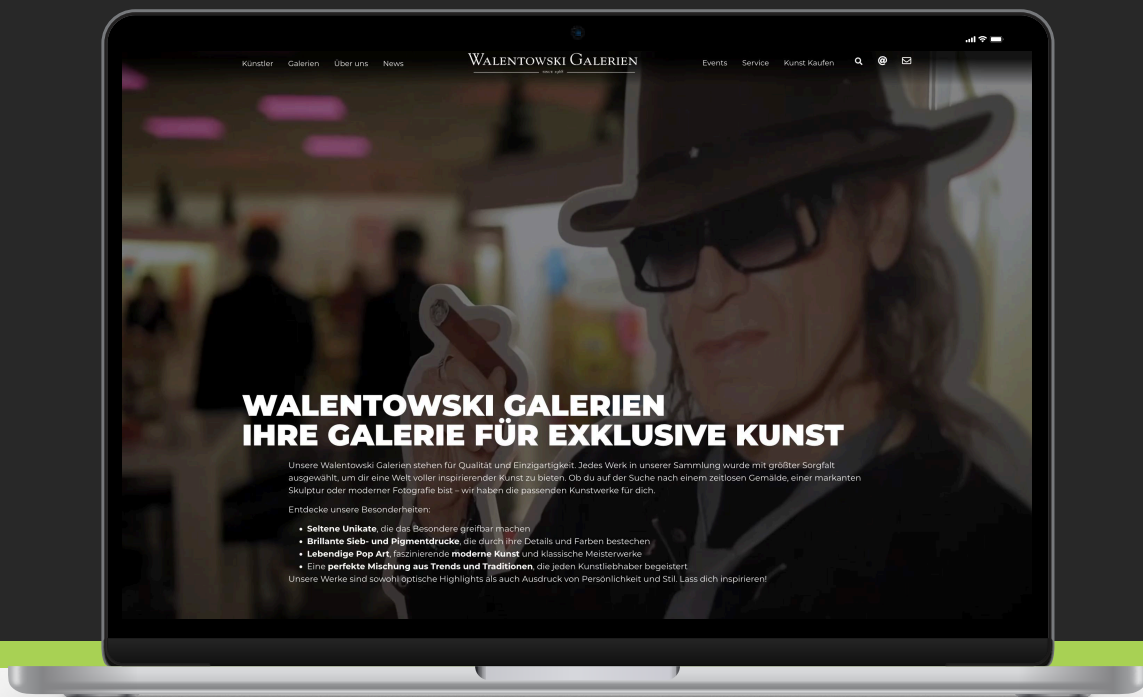 Künstler Galerien Über uns News
WALENTOWSKI GALERIEN
Events Service Kunst Kaufen
WALENTOWSKI GALERIEN
IHRE GALERIE FÜR EXKLUSIVE KUNST
Unsere Walentowski Galerien stehen für Qualität und Einzigartigkeit. Jedes Werk in unserer Sammlung wurde mit größter Sorgfalt
ausgewählt, um dir eine Welt voller inspirierender Kunst zu bieten. Ob du auf der Suche nach einem zeitlosen Gemälde, einer markanten
Skulptur oder moderner Fotografie bist – wir haben die passenden Kunstwerke für dich.
Entdecke unsere Besonderheiten:
• Seltene Unikate, die das Besondere greifbar machen
• Brillante Sieb- und Pigmentdrucke, die durch ihre Details und Farben bestechen
• Lebendige Pop Art, faszinierende moderne Kunst und klassische Meisterwerke
• Eine perfekte Mischung aus Trends und Traditionen, die jeden Kunstliebhaber begeistert
Unsere Werke sind sowohl optische Highlights als auch Ausdruck von Persönlichkeit und Stil. Lass dich inspirieren!